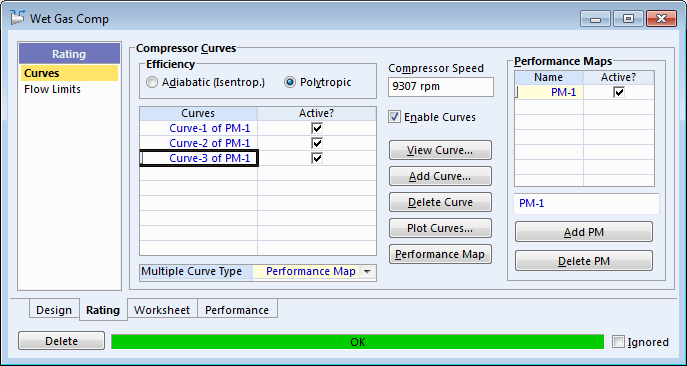 Wet Gas Comp
Rating
Curves
Flow Limits
Compressor Curves
Efficiency
Adiabatic (Isentrop.)
Polytropic
Curves Active?
Curve-1 of PM-1
Curve-2 of PM-1
Curve-3 of PM-1
Multiple Curve Type Performance Map
Compressor Speed
9307 rpm
Enable Curves
View Curve...
Add Curve...
Delete Curve
Plot Curves...
Performance Map
Performance Maps
Name Active?
PM-1
PM-1
Add PM
Delete PM
Design Rating Worksheet Performance
Delete OK Ignored